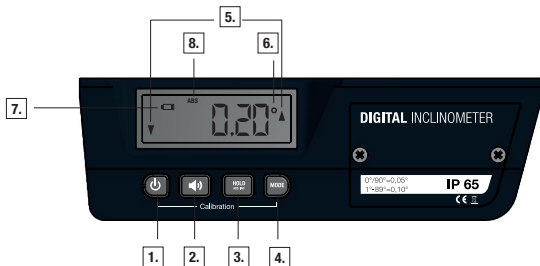 5.
8.
6.
7.
ABS
0.20°
DIGITAL INCLINOMETER
HOLD
MODE
Calibration
0°/90°=0,05°
1°-89°=0,10°
IP 65
CE
1.
2.
3.
4.